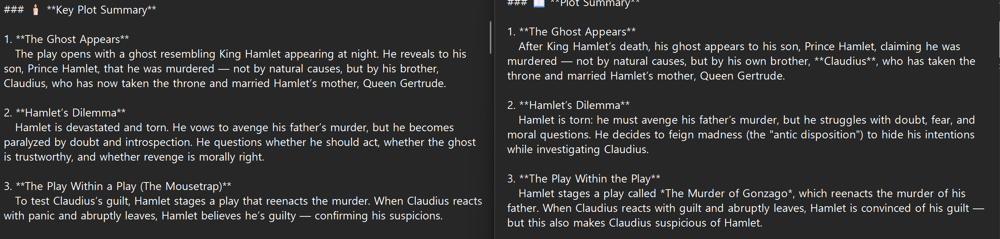 ### 🕯️ **Key Plot Summary**
1. **The Ghost Appears**
The play opens with a ghost resembling King Hamlet appearing at night. He reveals to his
son, Prince Hamlet, that he was murdered — not by natural causes, but by his brother,
Claudius, who has now taken the throne and married Hamlet’s mother, Queen Gertrude.
2. **Hamlet’s Dilemma**
Hamlet is devastated and torn. He vows to avenge his father’s murder, but he becomes
paralyzed by doubt and introspection. He questions whether he should act, whether the ghost
is trustworthy, and whether revenge is morally right.
3. **The Play Within a Play (The Mousetrap)**
To test Claudius’s guilt, Hamlet stages a play that reenacts the murder. When Claudius reacts
with panic and abruptly leaves, Hamlet believes he’s guilty — confirming his suspicions.
### 📖 **Plot Summary**
1. **The Ghost Appears**
After King Hamlet’s death, his ghost appears to his son, Prince Hamlet, claiming he was
murdered — not by natural causes, but by his own brother, **Claudius**, who has taken the
throne and married Hamlet’s mother, Queen Gertrude.
2. **Hamlet’s Dilemma**
Hamlet is torn: he must avenge his father’s murder, but he struggles with doubt, fear, and
moral questions. He decides to feign madness (the "antic disposition") to hide his intentions
while investigating Claudius.
3. **The Play Within the Play**
Hamlet stages a play called *The Murder of Gonzago*, which reenacts the murder of his
father. When Claudius reacts with guilt and abruptly leaves, Hamlet is convinced of his guilt —
but this also makes Claudius suspicious of Hamlet.